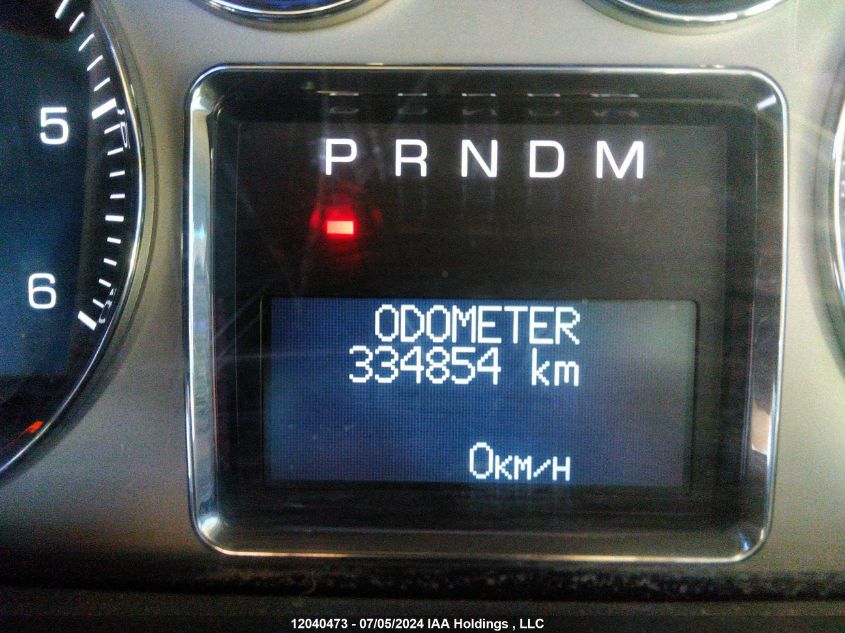 5
6
P R N D M
ODOMETER
334854 km
0KM/H
12040473 - 07/05/2024 IAA Holdings , LLC